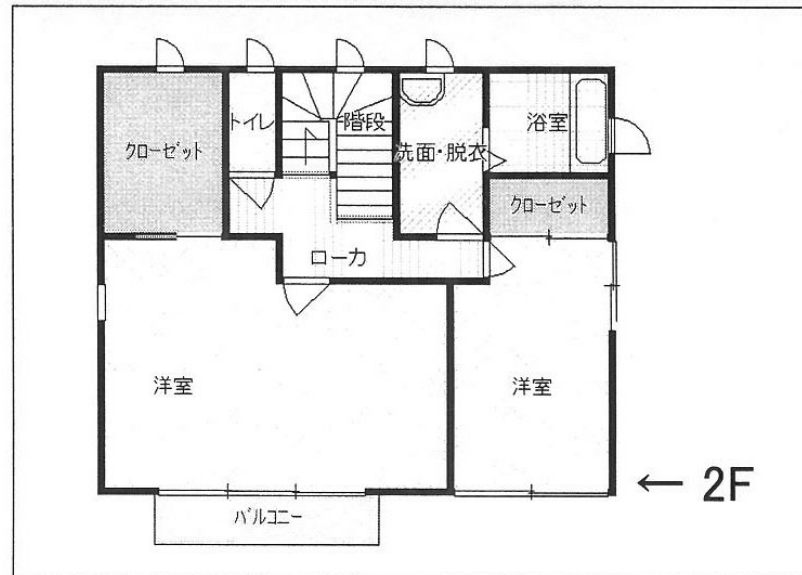 トイレ
階段
浴室
クローゼット
洗面・脱衣
クローゼット
ローカ
洋室
洋室
← 2F
バルコニー